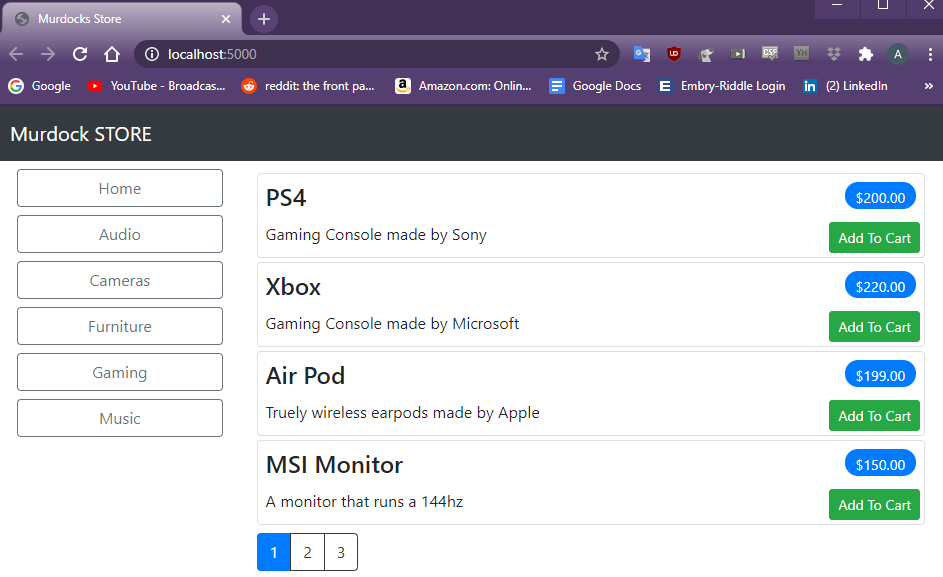 Murdocks Store
localhost:5000
Google
YouTube - Broadcas...
reddit: the front pa...
Amazon.com: Onlin...
Google Docs
Embry-Riddle Login
(2) LinkedIn
Murdock STORE
Home
Audio
Cameras
Furniture
Gaming
Music
PS4
$200.00
Gaming Console made by Sony
Add To Cart
Xbox
$220.00
Gaming Console made by Microsoft
Add To Cart
Air Pod
$199.00
Truely wireless earpods made by Apple
Add To Cart
MSI Monitor
$150.00
A monitor that runs a 144hz
Add To Cart
1 2 3